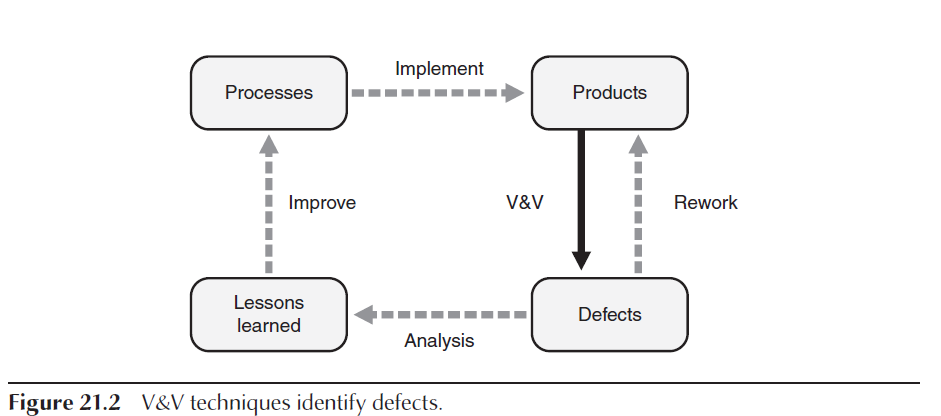 Implement
Processes
Products
Improve
V&V
Rework
Lessons
learned
Defects
Analysis
Figure 21.2 V&V techniques identify defects.